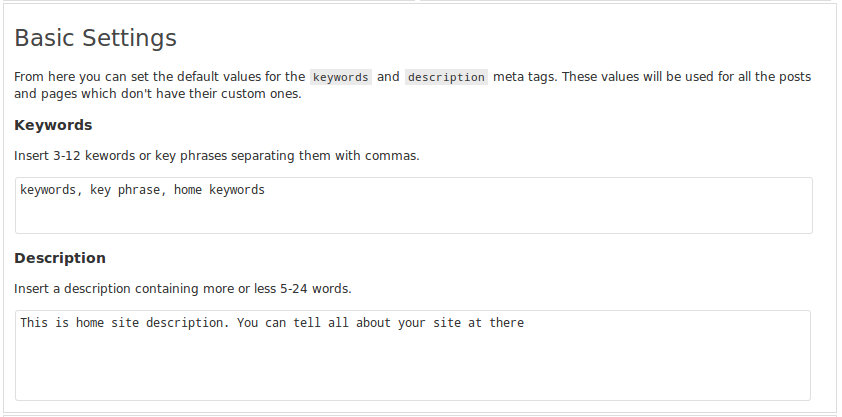 Basic Settings
From here you can set the default values for the keywords and description meta tags. These values will be used for all the posts
and pages which don't have their custom ones.
Keywords
Insert 3-12 kewords or key phrases separating them with commas.
keywords, key phrase, home keywords
Description
Insert a description containing more or less 5-24 words.
This is home site description. You can tell all about your site at there